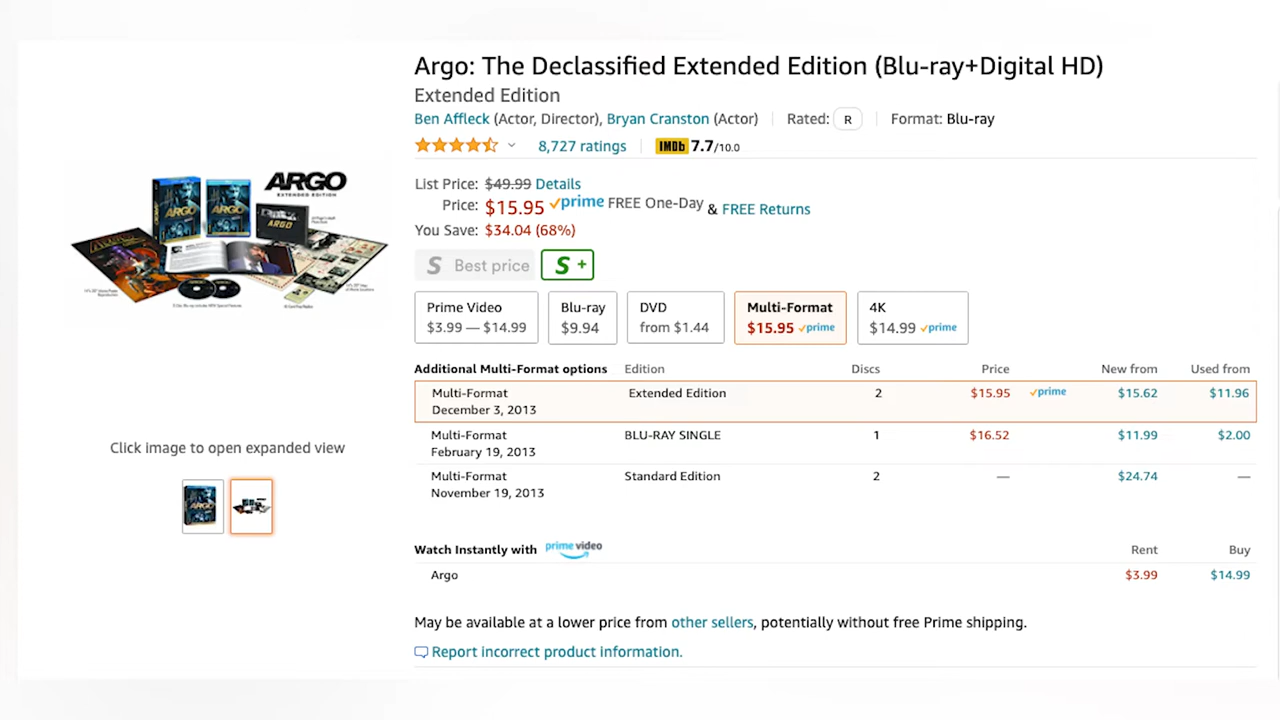 Argo: The Declassified Extended Edition (Blu-ray+Digital HD)
Extended Edition
Ben Affleck (Actor, Director), Bryan Cranston (Actor) Rated: R Format: Blu-ray
8,727 ratings IMDb 7.7/10.0
List Price: $49.99 Details
Price: $15.95 prime FREE One-Day & FREE Returns
You Save: $34.04 (68%)
S Best price S +
Prime Video Blu-ray DVD Multi-Format 4K
$3.99 — $14.99 $9.94 from $1.44 $15.95 prime $14.99 prime
Additional Multi-Format options Edition Discs Price New from Used from
Multi-Format Extended Edition 2 $15.95 prime $15.62 $11.96
December 3, 2013
Multi-Format BLU-RAY SINGLE 1 $16.52 $11.99 $2.00
February 19, 2013
Multi-Format Standard Edition 2 — $24.74 —
November 19, 2013
Watch Instantly with prime video Rent Buy
Argo $3.99 $14.99
May be available at a lower price from other sellers, potentially without free Prime shipping.
Report incorrect product information.
ARGO
EXTENDED EDITION
ARGO
ARGO
ARGO
Click image to open expanded view